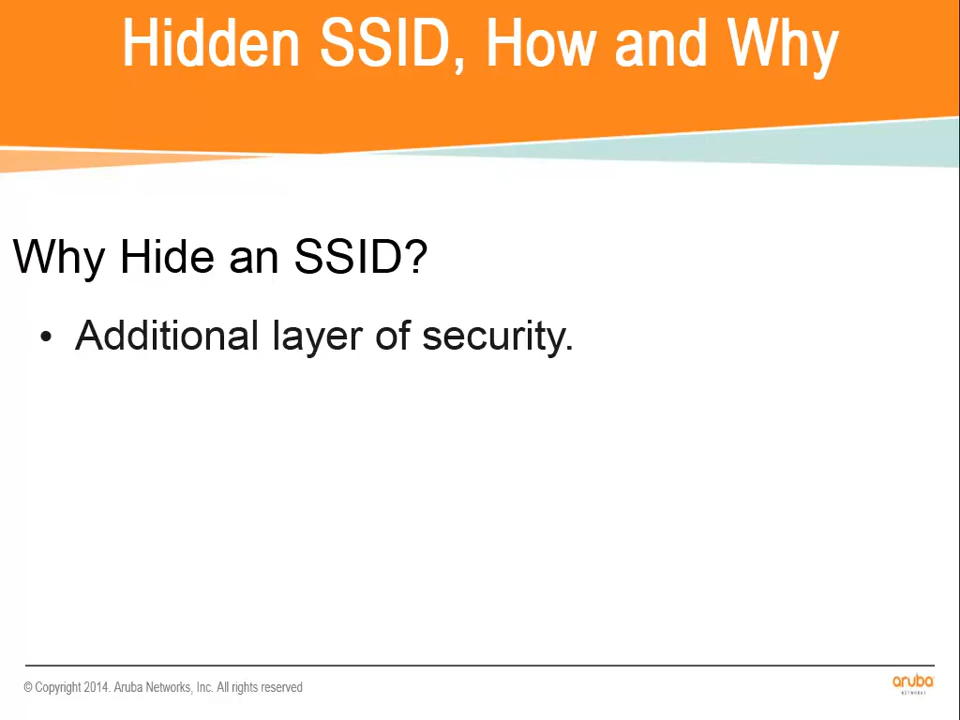 Hidden SSID, How and Why
Why Hide an SSID?
• Additional layer of security.
© Copyright 2014. Aruba Networks, Inc. All rights reserved
aruba
NETWORKS